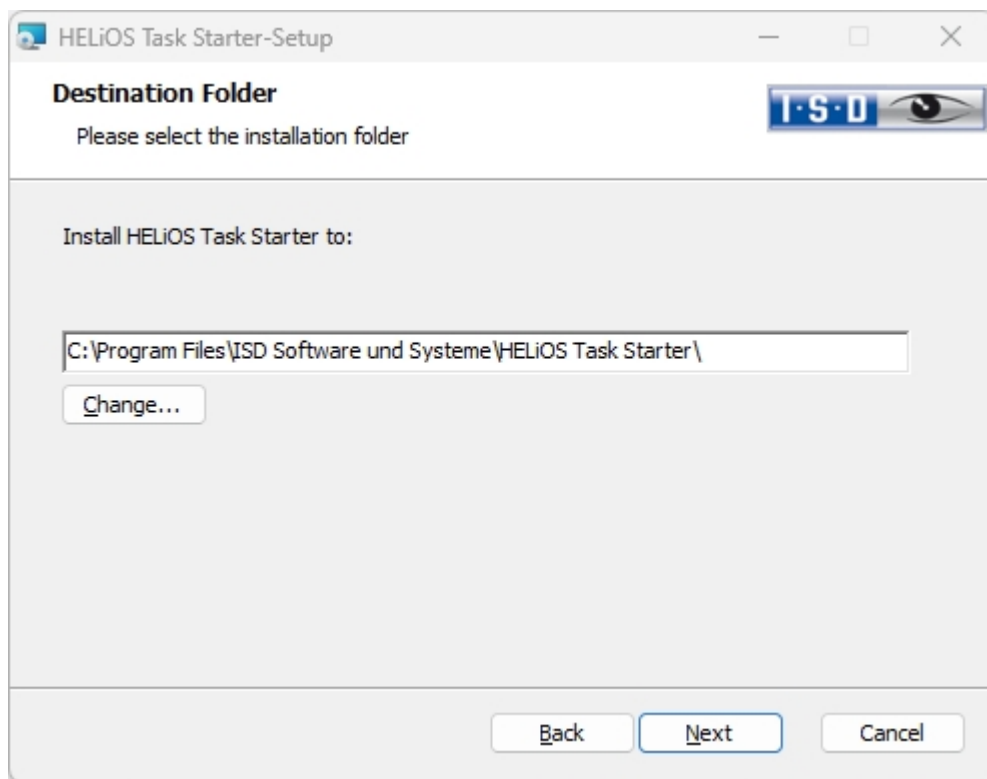 HELiOS Task Starter-Setup
Destination Folder
I·S·D
Please select the installation folder
Install HELiOS Task Starter to:
C:\Program Files\ISD Software und Systeme\HELiOS Task Starter\
Change...
Back Next Cancel